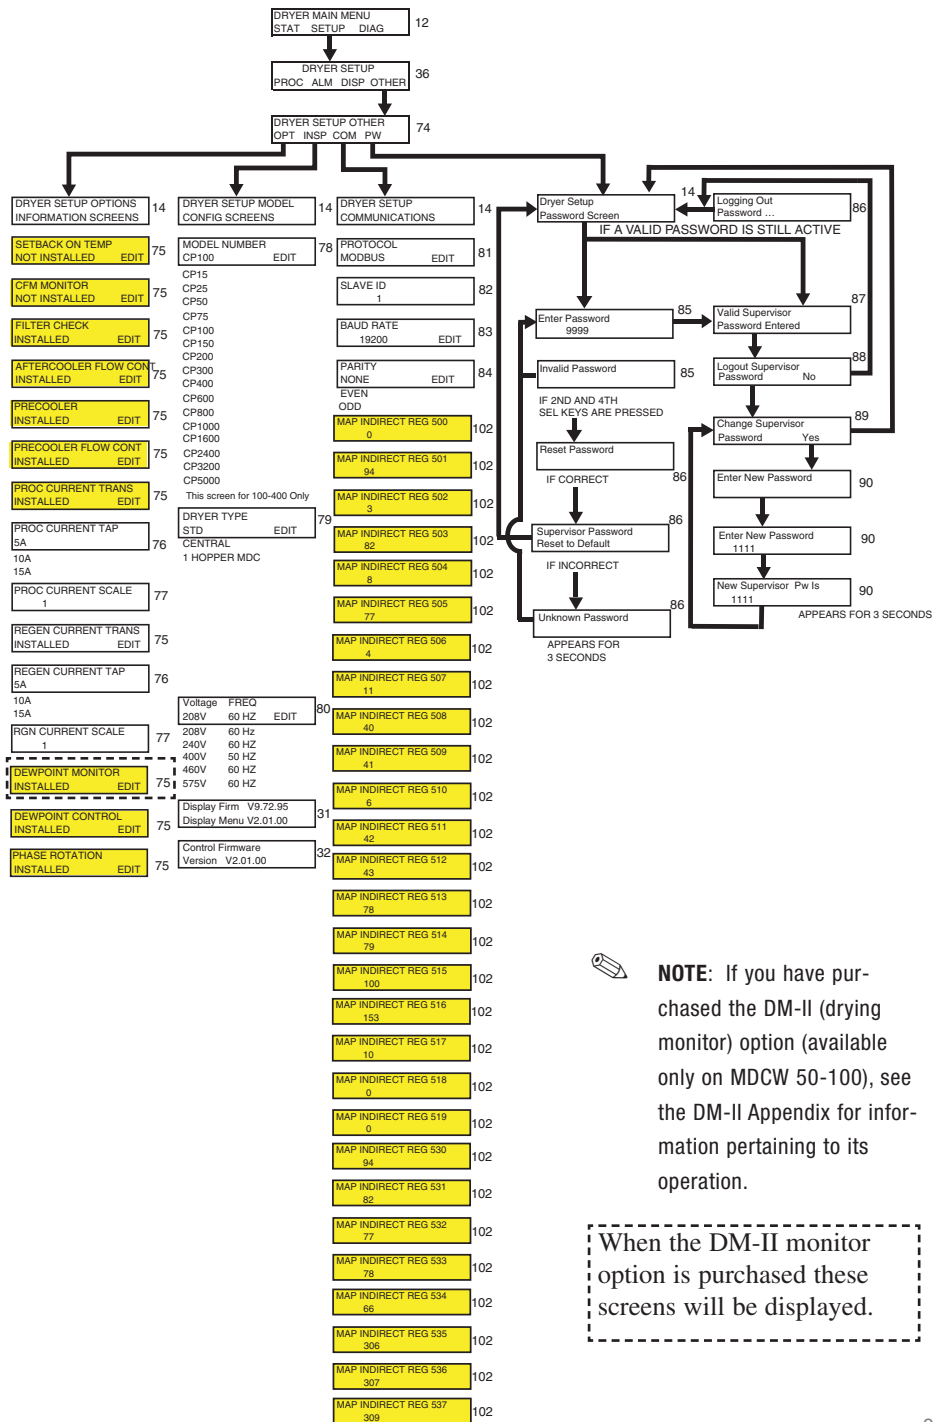 DRYER MAIN MENU
STAT SETUP DIAG
12
DRYER SETUP
PROC ALM DISP OTHER
36
DRYER SETUP OTHER
OPT INSP COM PW
74
DRYER SETUP OPTIONS
INFORMATION SCREENS
14
SETBACK ON TEMP
NOT INSTALLED EDIT
75
CFM MONITOR
NOT INSTALLED EDIT
75
FILTER CHECK
INSTALLED EDIT
75
AFTERCOOLER FLOW CONT
INSTALLED EDIT
75
PRECOOLER
INSTALLED EDIT
75
PRECOOLER FLOW CONT
INSTALLED EDIT
75
PROC CURRENT TRANS
INSTALLED EDIT
75
PROC CURRENT TAP
5A
76
10A
15A
PROC CURRENT SCALE
1
77
REGEN CURRENT TRANS
INSTALLED EDIT
75
REGEN CURRENT TAP
5A
76
10A
15A
RGN CURRENT SCALE
1
77
DEWPOINT MONITOR
INSTALLED EDIT
75
DEWPOINT CONTROL
INSTALLED EDIT
75
PHASE ROTATION
INSTALLED EDIT
75
DRYER SETUP MODEL
CONFIG SCREENS
14
MODEL NUMBER
CP100 EDIT
78
CP15
CP25
CP50
CP75
CP100
CP150
CP200
CP300
CP400
CP600
CP800
CP1000
CP1600
CP2400
CP3200
CP5000
This screen for 100-400 Only
DRYER TYPE
STD EDIT
79
CENTRAL
1 HOPPER MDC
Voltage FREQ
208V 60 HZ EDIT
80
208V 60 Hz
240V 60 HZ
400V 50 HZ
460V 60 HZ
575V 60 HZ
Display Firm V9.72.95
Display Menu V2.01.00
31
Control Firmware
Version V2.01.00
32
DRYER SETUP
COMMUNICATIONS
14
PROTOCOL
MODBUS EDIT
81
SLAVE ID
1
82
BAUD RATE
19200 EDIT
83
PARITY
NONE EDIT
84
EVEN
ODD
MAP INDIRECT REG 500
0
102
MAP INDIRECT REG 501
94
102
MAP INDIRECT REG 502
3
102
MAP INDIRECT REG 503
82
102
MAP INDIRECT REG 504
8
102
MAP INDIRECT REG 505
77
102
MAP INDIRECT REG 506
4
102
MAP INDIRECT REG 507
11
102
MAP INDIRECT REG 508
40
102
MAP INDIRECT REG 509
41
102
MAP INDIRECT REG 510
6
102
MAP INDIRECT REG 511
42
102
MAP INDIRECT REG 512
43
102
MAP INDIRECT REG 513
78
102
MAP INDIRECT REG 514
79
102
MAP INDIRECT REG 515
100
102
MAP INDIRECT REG 516
153
102
MAP INDIRECT REG 517
10
102
MAP INDIRECT REG 518
0
102
MAP INDIRECT REG 519
0
102
MAP INDIRECT REG 530
94
102
MAP INDIRECT REG 531
82
102
MAP INDIRECT REG 532
77
102
MAP INDIRECT REG 533
78
102
MAP INDIRECT REG 534
66
102
MAP INDIRECT REG 535
306
102
MAP INDIRECT REG 536
307
102
MAP INDIRECT REG 537
309
102
Dryer Setup
Password Screen
14
Logging Out
Password ...
86
IF A VALID PASSWORD IS STILL ACTIVE
Enter Password
9999
85
Invalid Password
85
IF 2ND AND 4TH
SEL KEYS ARE PRESSED
Reset Password
86
IF CORRECT
Supervisor Password
Reset to Default
86
IF INCORRECT
Unknown Password
86
APPEARS FOR
3 SECONDS
Valid Supervisor
Password Entered
87
Logout Supervisor
Password No
88
Change Supervisor
Password Yes
89
Enter New Password
90
Enter New Password
1111
90
New Supervisor Pw Is
1111
90
APPEARS FOR 3 SECONDS
NOTE: If you have pur-
chased the DM-II (drying
monitor) option (available
only on MDCW 50-100), see
the DM-II Appendix for infor-
mation pertaining to its
operation.
When the DM-II monitor
option is purchased these
screens will be displayed.